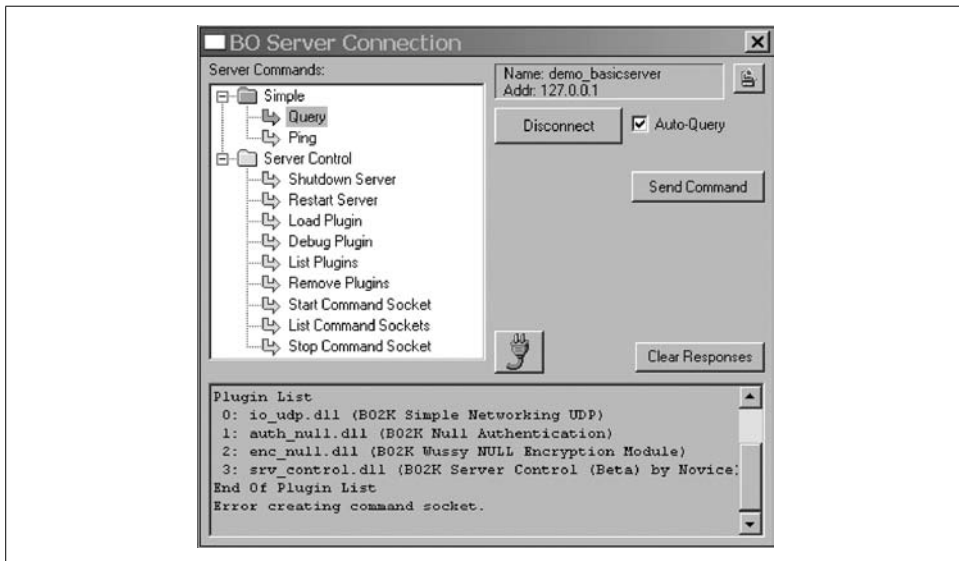 BO Server Connection
Server Commands:
Simple
Query
Ping
Server Control
Shutdown Server
Restart Server
Load Plugin
Debug Plugin
List Plugins
Remove Plugins
Start Command Socket
List Command Sockets
Stop Command Socket
Name: demo_basicserver
Addr: 127.0.0.1
Disconnect
Auto-Query
Send Command
Clear Responses
Plugin List
0: io_udp.dll (BO2K Simple Networking UDP)
1: auth_null.dll (BO2K Null Authentication)
2: enc_null.dll (BO2K Wussy NULL Encryption Module)
3: srv_control.dll (BO2K Server Control (Beta) by Novice)
End Of Plugin List
Error creating command socket.